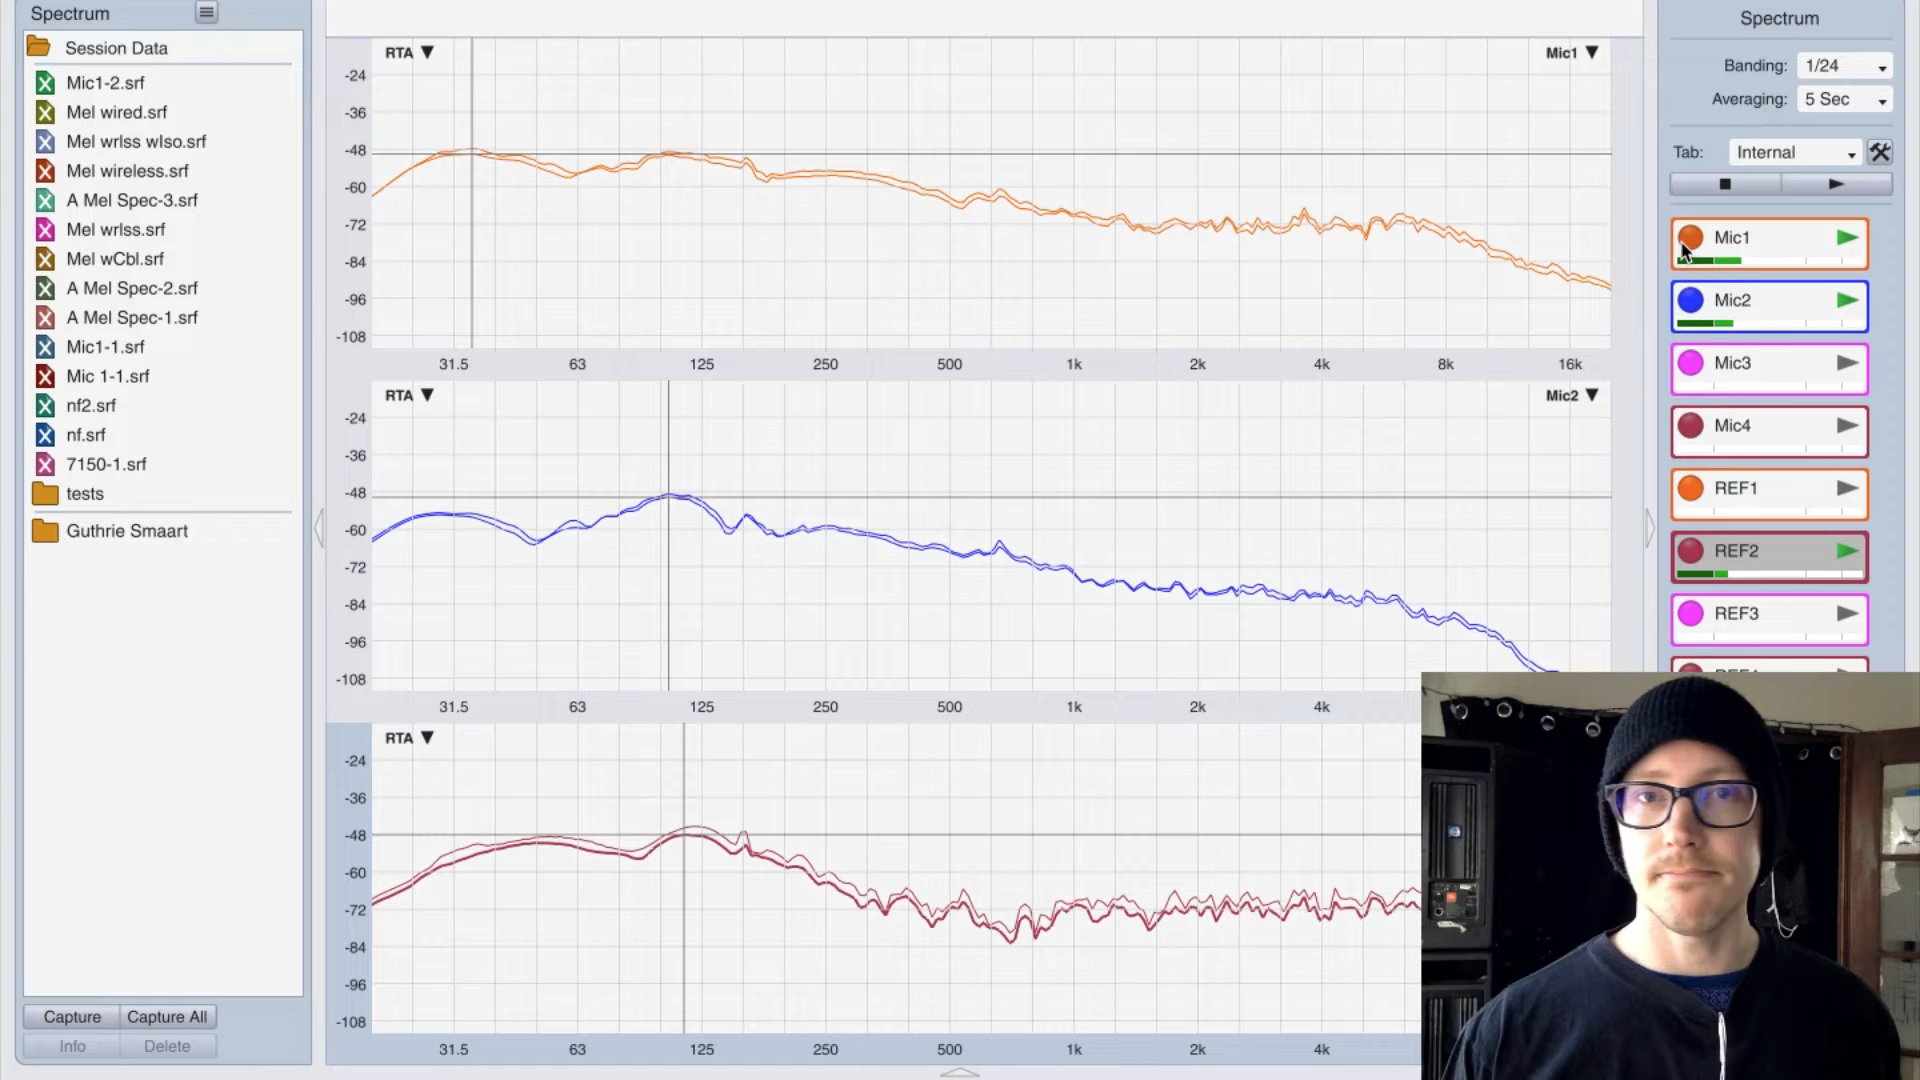 Spectrum
Session Data
Mic1-2.srf
Mel wired.srf
Mel wrlss wIso.srf
Mel wireless.srf
A Mel Spec-3.srf
Mel wrlss.srf
Mel wCbl.srf
A Mel Spec-2.srf
A Mel Spec-1.srf
Mic1-1.srf
Mic 1-1.srf
nf2.srf
nf.srf
7150-1.srf
tests
Guthrie Smaart
Capture Capture All
Info Delete
RTA Mic1
-24
-36
-48
-60
-72
-84
-96
-108
31.5 63 125 250 500 1k 2k 4k 8k 16k
RTA Mic2
-24
-36
-48
-60
-72
-84
-96
-108
31.5 63 125 250 500 1k 2k 4k
RTA
-24
-36
-48
-60
-72
-84
-96
-108
31.5 63 125 250 500 1k 2k 4k
Spectrum
Banding: 1/24
Averaging: 5 Sec
Tab: Internal
Mic1
Mic2
Mic3
Mic4
REF1
REF2
REF3